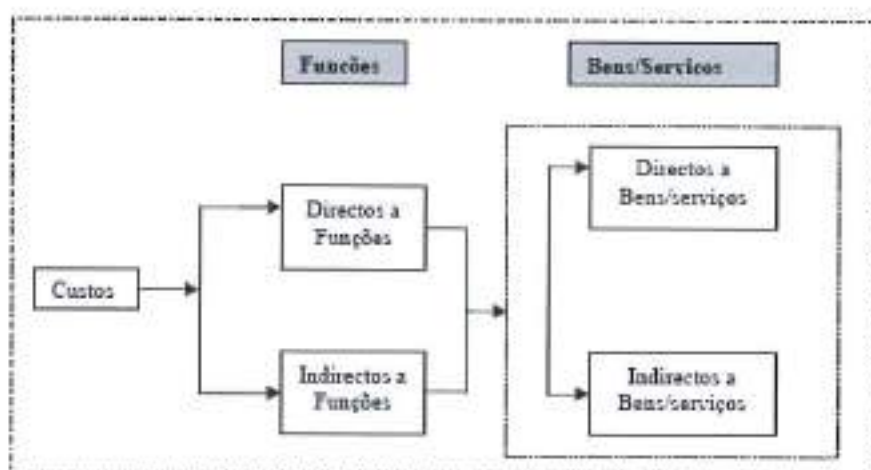 Funções
Bens/Serviços
Directos a
Funções
Directos a
Bens/serviços
Custos
Indirectos a
Funções
Indirectos a
Bens/serviços